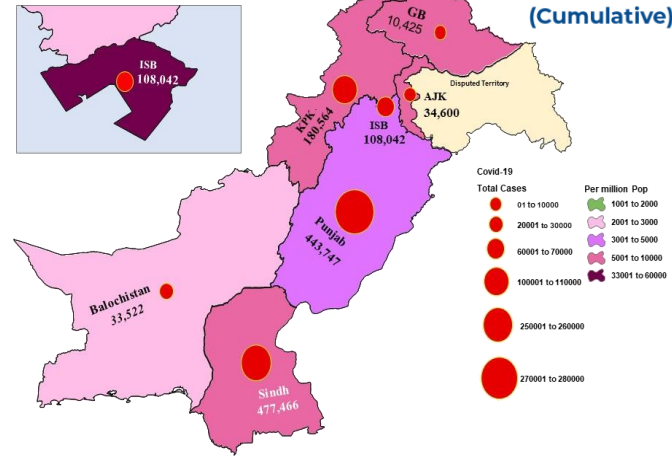 (Cumulative)
GB
10,425
ISB
108,042
Disputed Territory
AJK
34,600
KPK
180,564
ISB
108,042
Punjab
443,747
Balochistan
33,522
Sindh
477,466
Covid-19
Total Cases
01 to 10000
20001 to 30000
60001 to 70000
100001 to 110000
250001 to 260000
270001 to 280000
Per million Pop
1001 to 2000
2001 to 3000
3001 to 5000
5001 to 10000
33001 to 60000